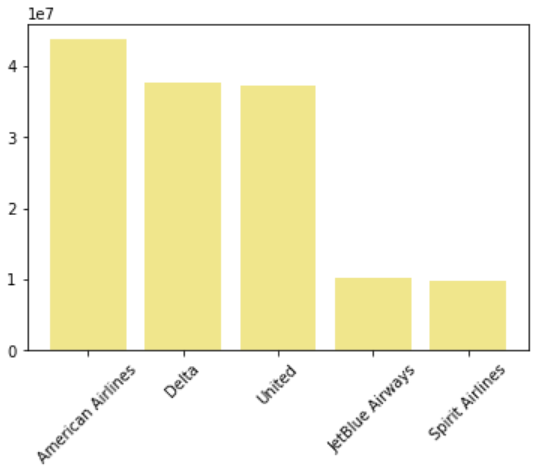 1e7
4
3
2
1
0
American Airlines
Delta
United
JetBlue Airways
Spirit Airlines